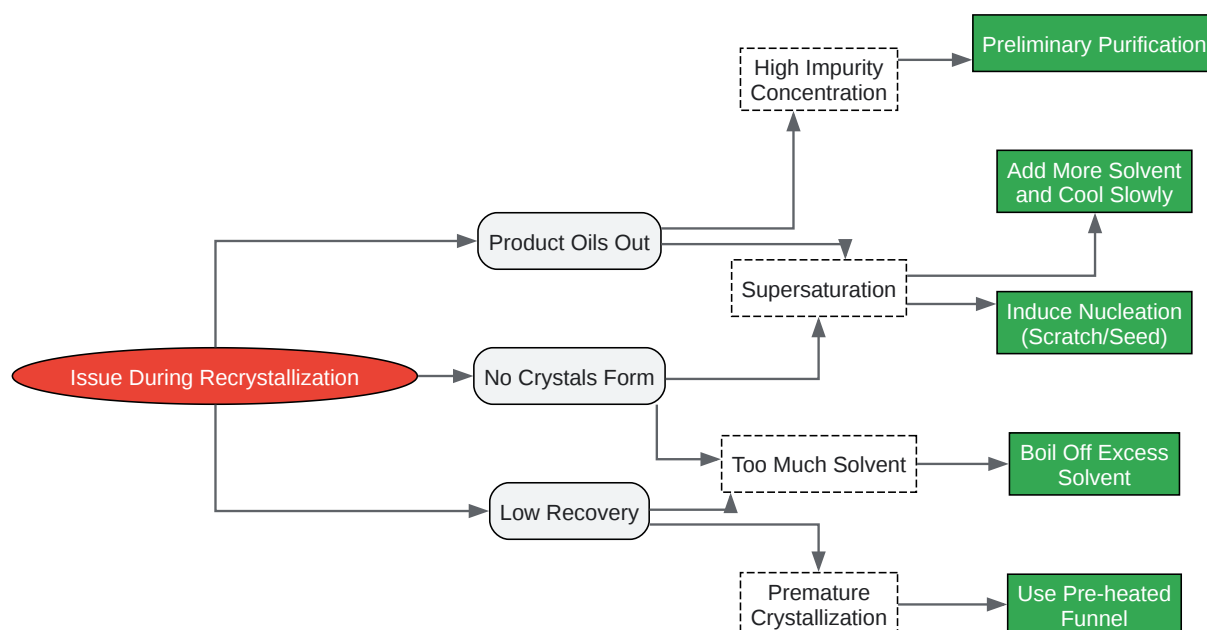 Preliminary Purification
High Impurity
Concentration
Add More Solvent
and Cool Slowly
Product Oils Out
Supersaturation
Induce Nucleation
(Scratch/Seed)
Issue During Recrystallization
No Crystals Form
Too Much Solvent
Boil Off Excess
Solvent
Low Recovery
Premature
Crystallization
Use Pre-heated
Funnel